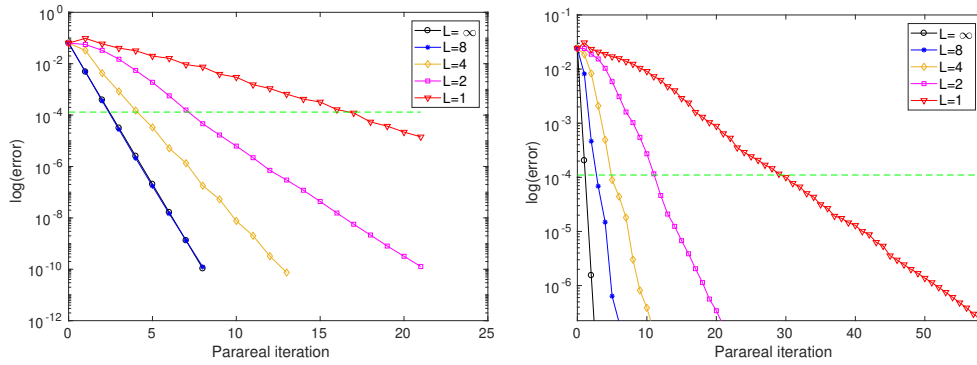 10^0
10^-2
10^-4
10^-6
10^-8
10^-10
10^-12
log(error)
0 5 10 15 20 25
Parareal iteration
L= ∞
L=8
L=4
L=2
L=1
10^-1
10^-2
10^-3
10^-4
10^-5
10^-6
log(error)
0 10 20 30 40 50
Parareal iteration
L= ∞
L=8
L=4
L=2
L=1